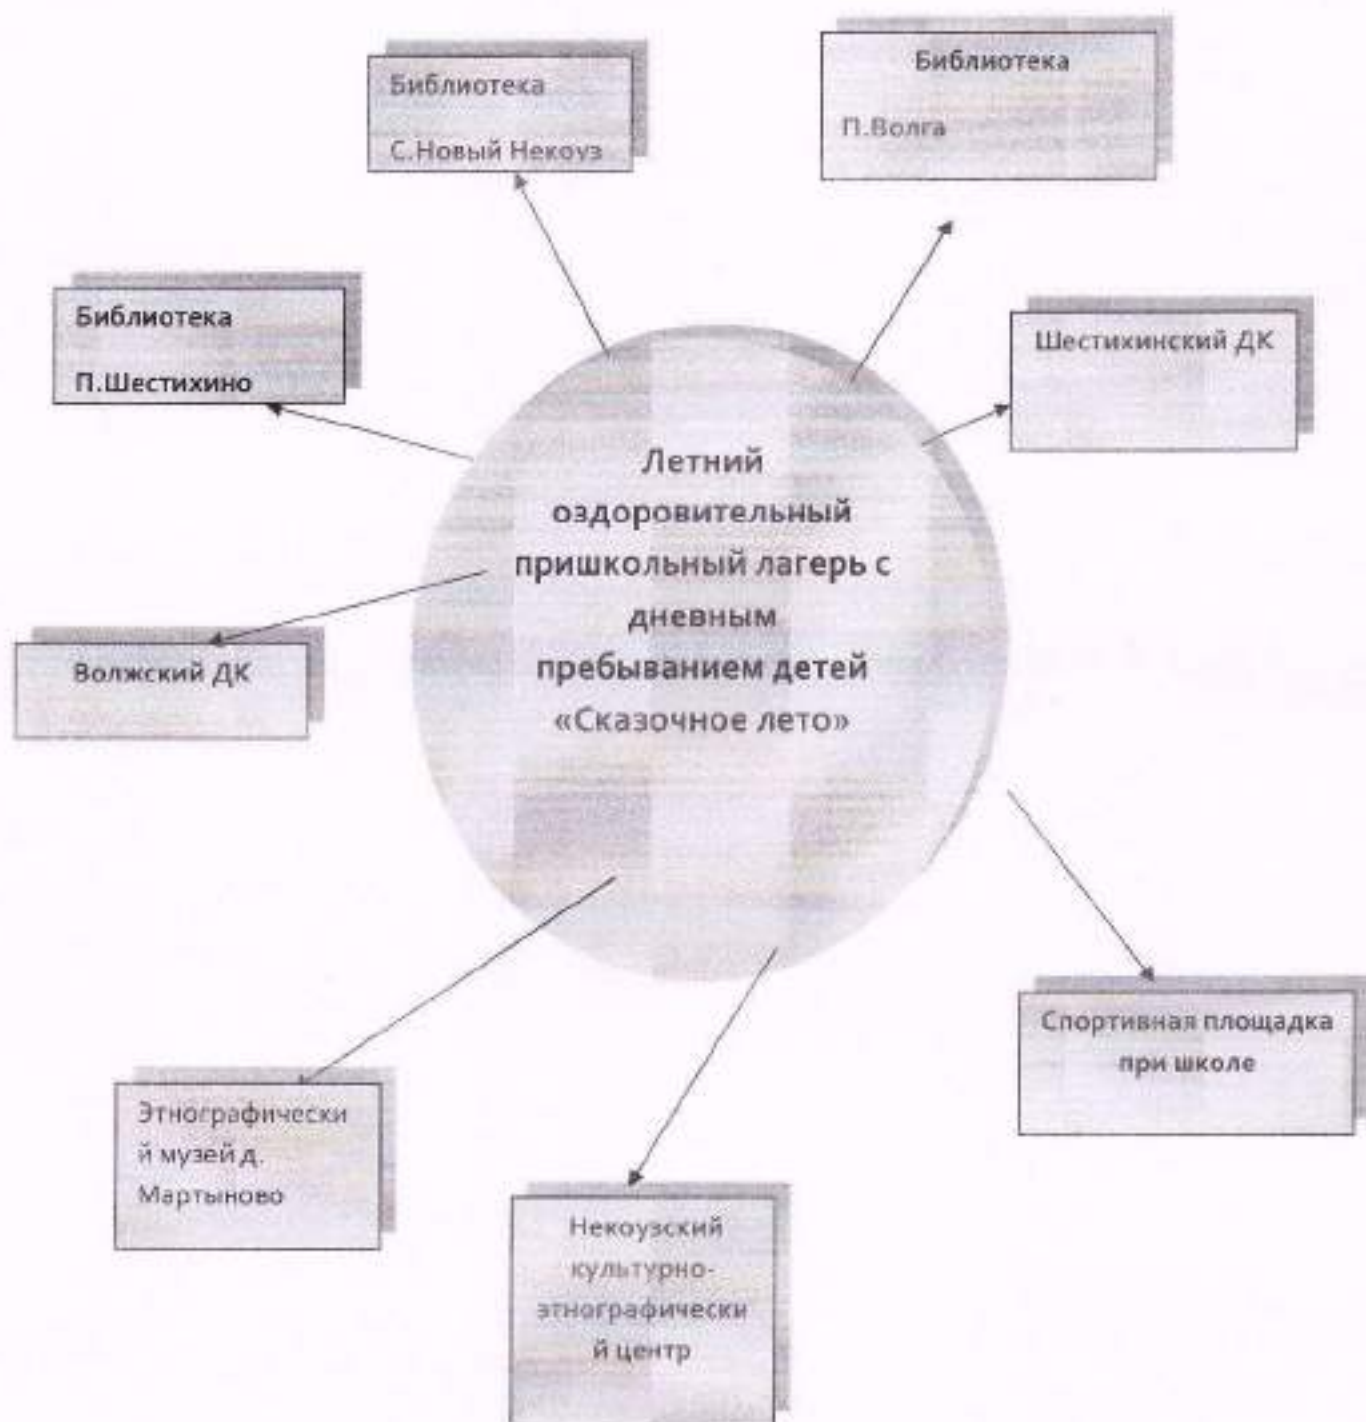 Библиотека
С.Новый Некоуз
Библиотека
П.Волга
Библиотека
П.Шестихино
Шестихинский ДК
Летний
оздоровительный
пришкольный лагерь с
дневным
пребыванием детей
«Сказочное лето»
Волжский ДК
Спортивная площадка
при школе
Этнографически
й музей д.
Мартыново
Некоузский
культурно-
этнографически
й центр